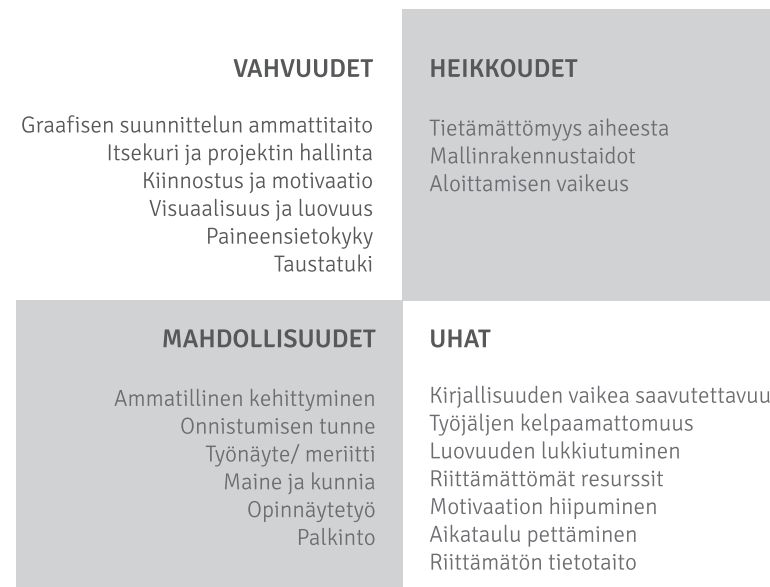 VAHVUUDET
Graafisen suunnittelun ammattitaito
Itsekuri ja projektin hallinta
Kiinnostus ja motivaatio
Visuaalisuus ja luovuus
Paineensietokyky
Taustatuki
HEIKKOUDET
Tietämättömyys aiheesta
Mallinrakennustaidot
Aloittamisen vaikeus
MAHDOLLISUUDET
Ammatillinen kehittyminen
Onnistumisen tunne
Työnäyte/ meriitti
Maine ja kunnia
Opinnäytetyö
Palkinto
UHAT
Kirjallisuuden vaikea saavutettavuu
Työjäljen kelpaamattomuus
Luovuuden lukkiutuminen
Riittämättömät resurssit
Motivaation hiipuminen
Aikataulu pettäminen
Riittämätön tietotaito